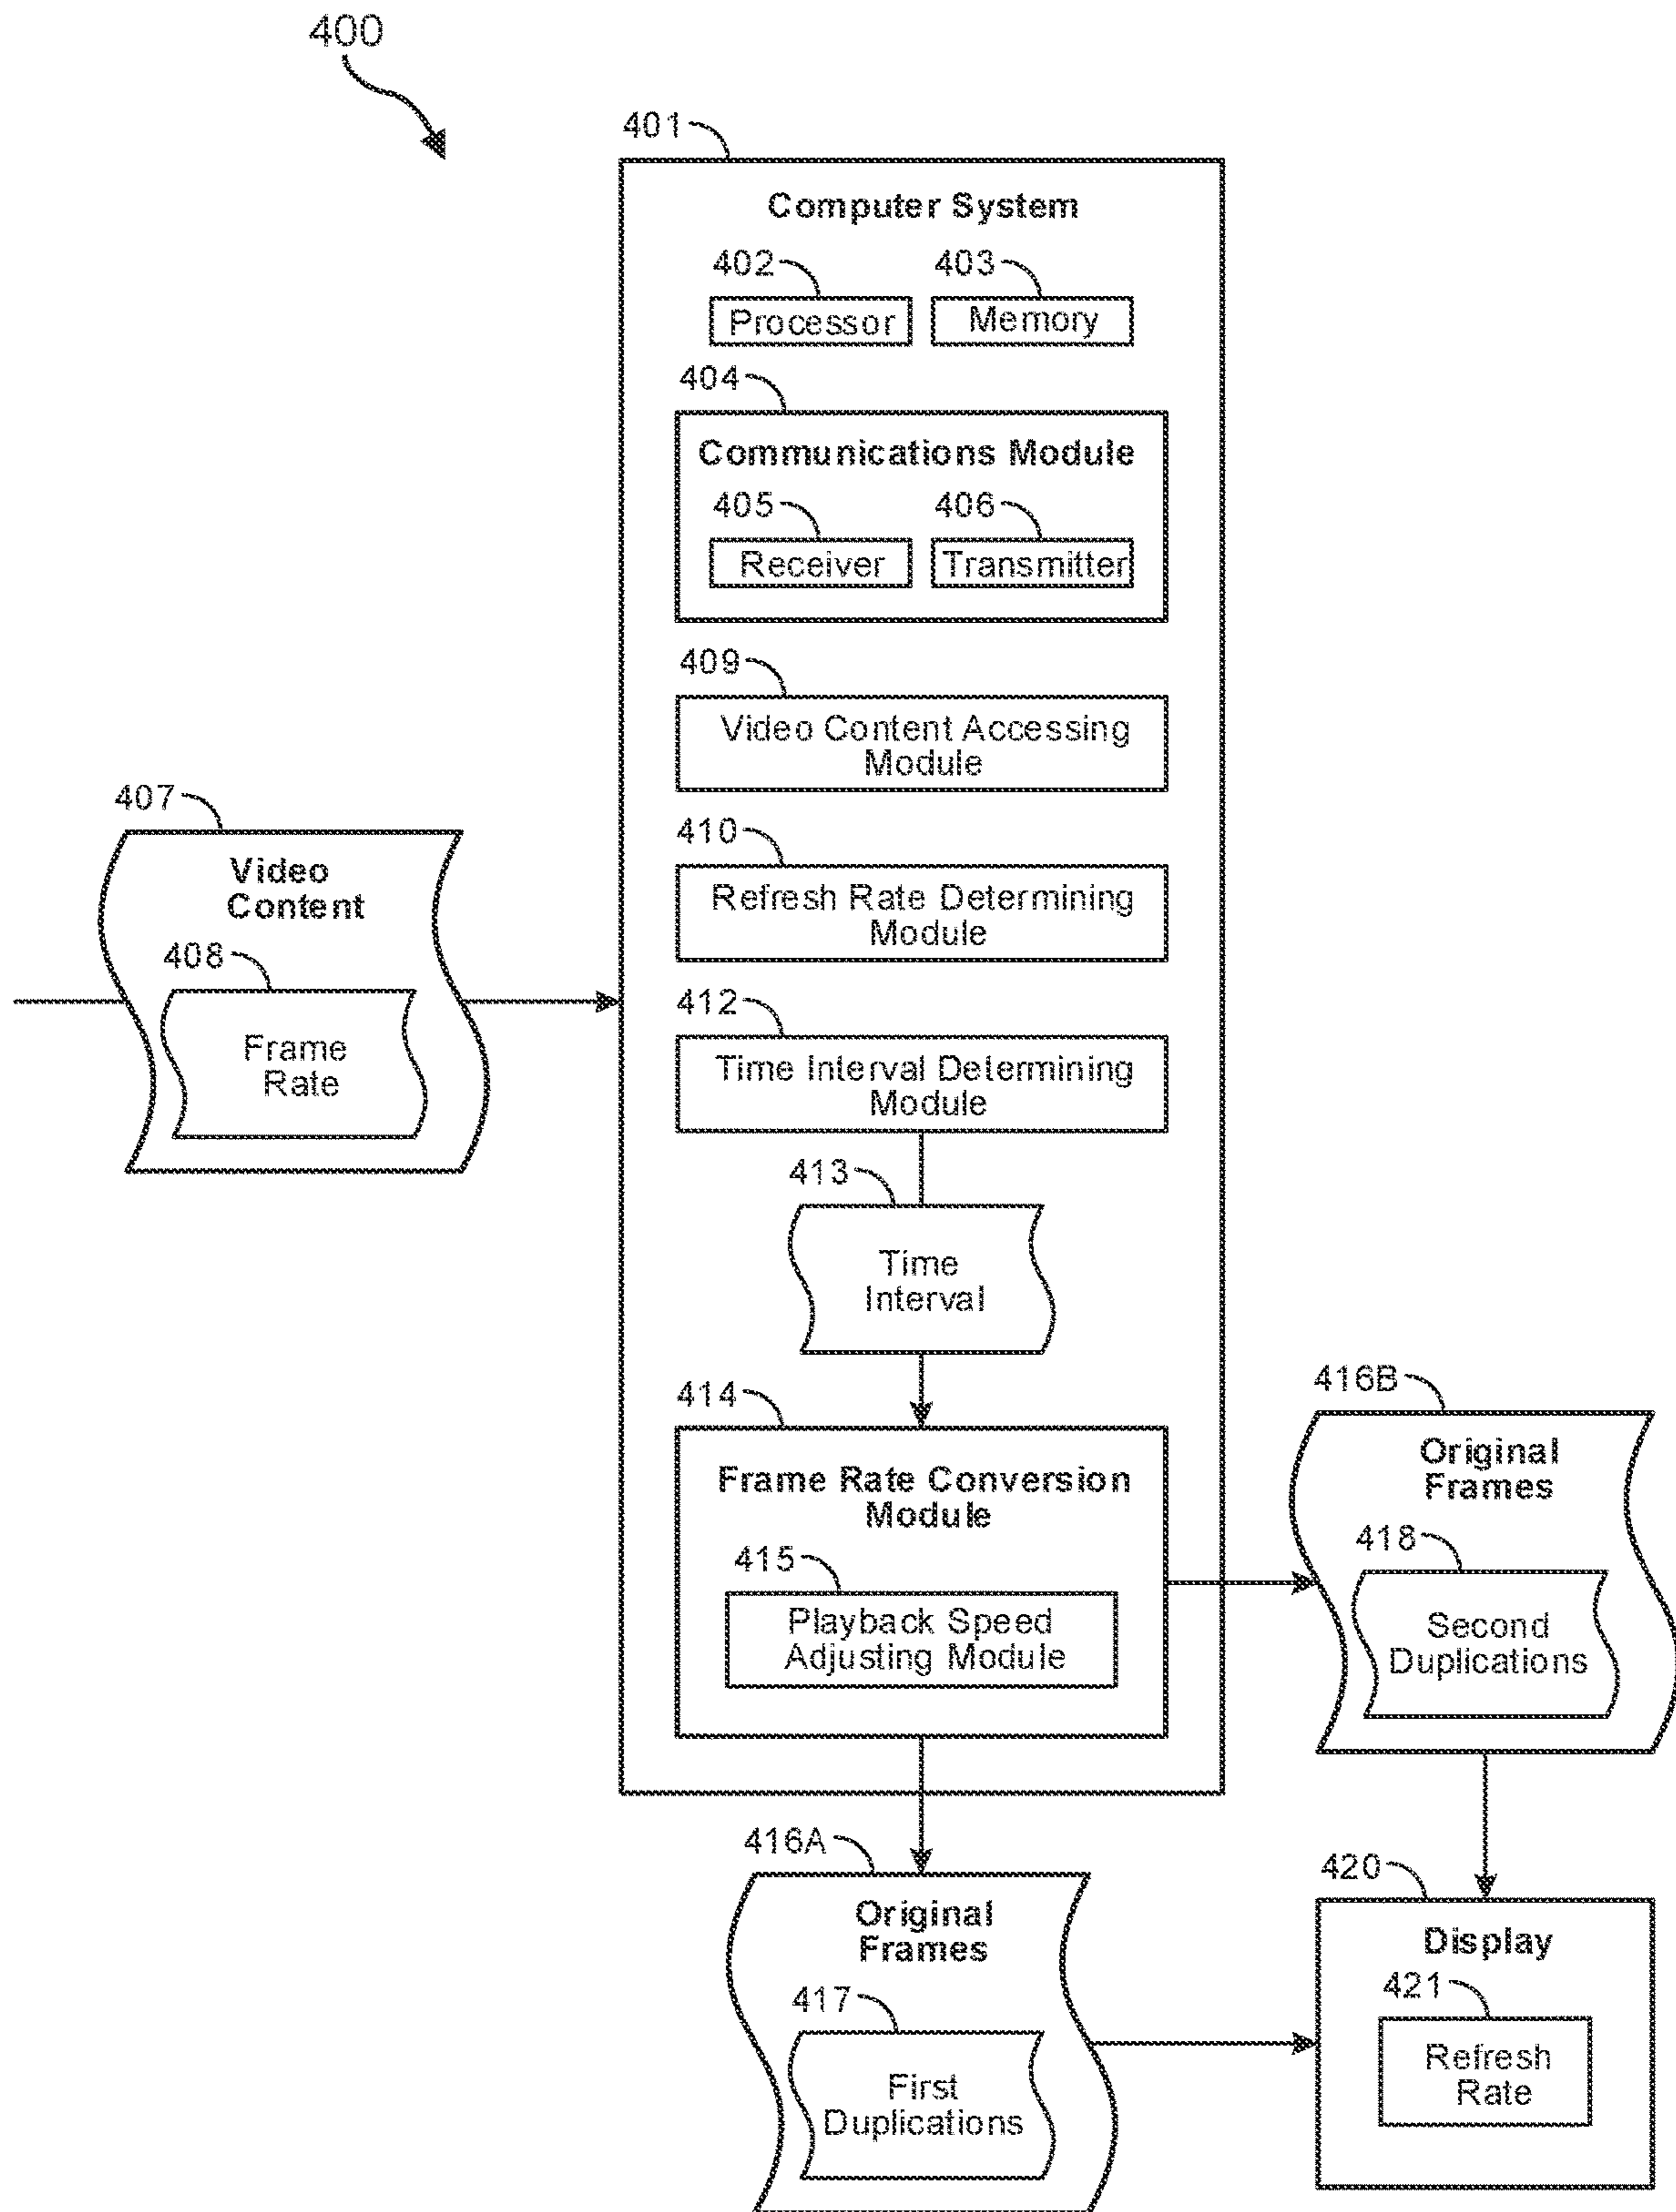 400
401
Computer System
402
403
Processor
Memory
404
Communications Module
405
406
Receiver
Transmitter
409
Video Content Accessing
Module
407
Video
Content
408
Frame
Rate
410
Refresh Rate Determining
Module
412
Time Interval Determining
Module
413
Time
Interval
414
Frame Rate Conversion
Module
415
Playback Speed
Adjusting Module
416B
Original
Frames
418
Second
Duplications
416A
Original
Frames
417
First
Duplications
420
Display
421
Refresh
Rate